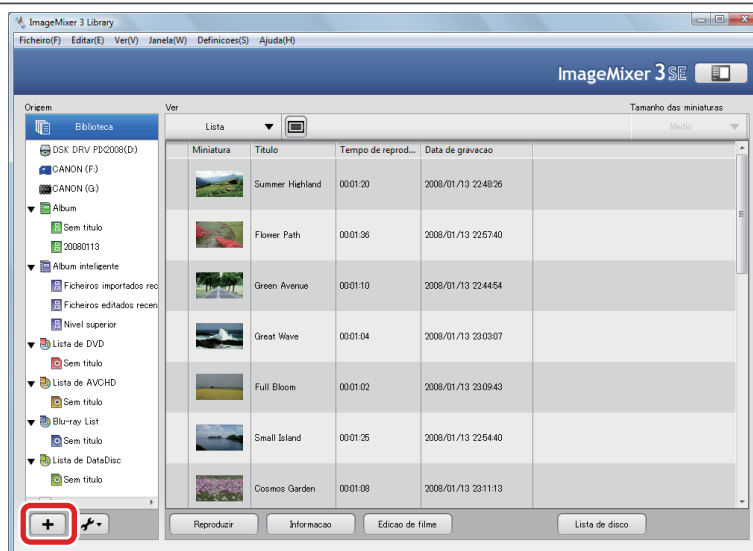 ImageMixer 3 Library
Ficheiro(F) Editar(E) Ver(V) Janela(W) Definicoes(S) Ajuda(H)
ImageMixer 3 SE
Origem Ver Tamanho das miniaturas
Biblioteca Lista Medio
DSK DRV PIX2008(D:)
CANON (F:)
CANON (G:)
Album
Sem titulo
20080113
Album inteligente
Ficheiros importados rec
Ficheiros editados recen
Nivel superior
Lista de DVD
Sem titulo
Lista de AVCHD
Sem titulo
Blu-ray List
Sem titulo
Lista de DataDisc
Sem titulo
Miniatura Titulo Tempo de reprod... Data de gravacao
Summer Highland 00:01:20 2008/01/13 22:48:26
Flower Path 00:01:36 2008/01/13 22:57:40
Green Avenue 00:01:10 2008/01/13 22:44:54
Great Wave 00:01:04 2008/01/13 23:03:07
Full Bloom 00:01:02 2008/01/13 23:09:43
Small Island 00:01:25 2008/01/13 22:54:40
Cosmos Garden 00:01:08 2008/01/13 23:11:13
Reproduzir Informacao Edicao de filme Lista de disco